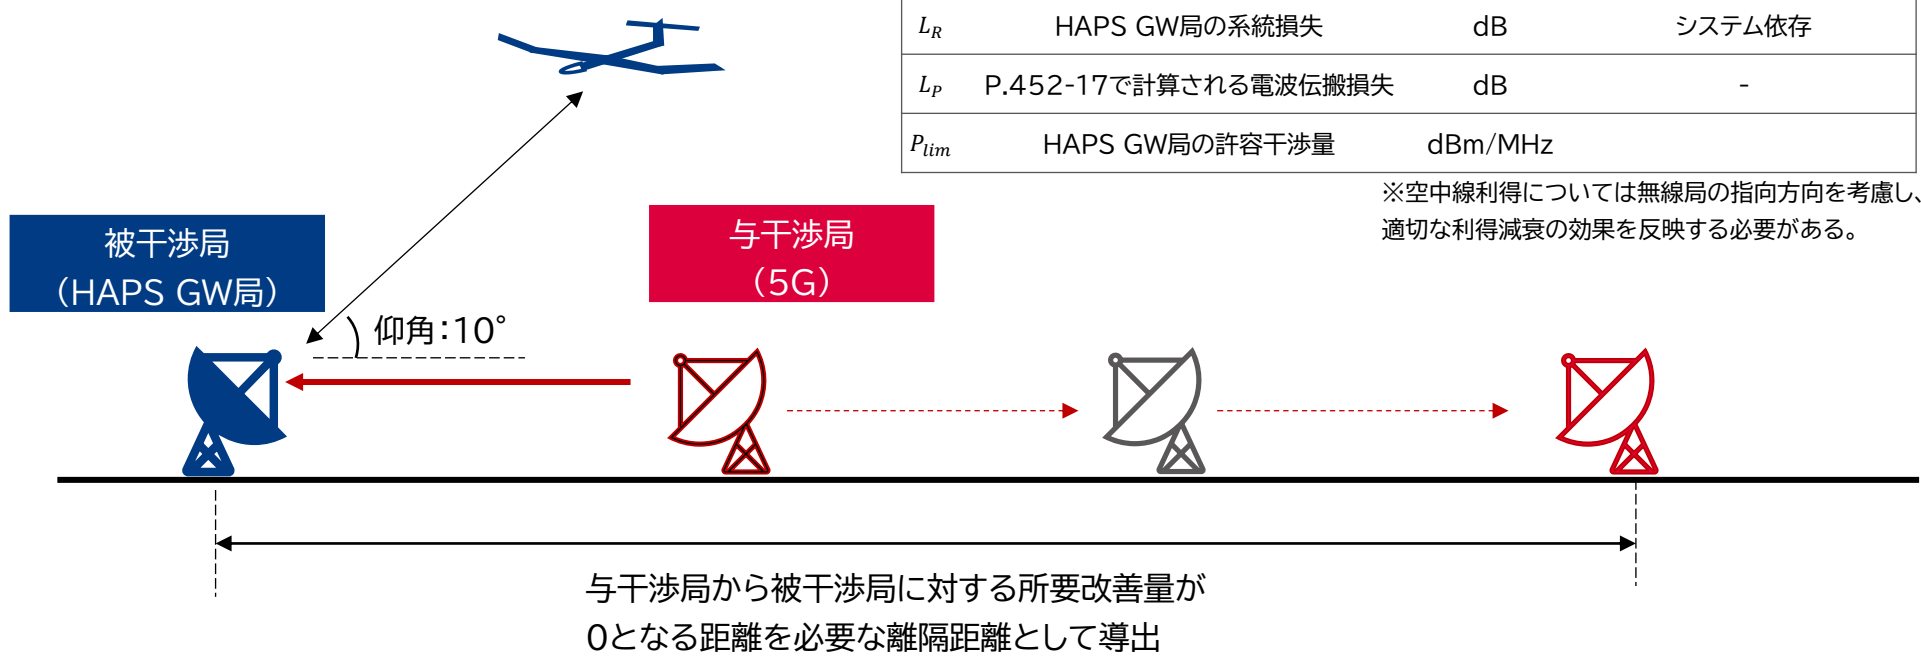 L_R HAPS GW局の系統損失 dB システム依存
L_P P.452-17で計算される電波伝搬損失 dB -
P_lim HAPS GW局の許容干渉量 dBm/MHz
※空中線利得については無線局の指向方向を考慮し、
適切な利得減衰の効果を反映する必要がある。
被干渉局
（HAPS GW局）
与干渉局
（5G）
仰角：10°
与干渉局から被干渉局に対する所要改善量が
0となる距離を必要な離隔距離として導出